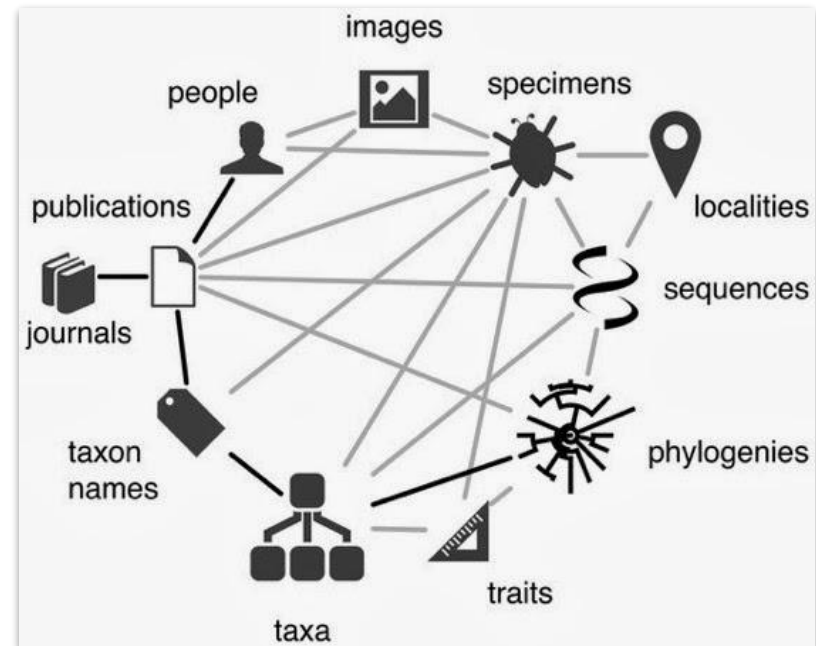 images
people
specimens
publications
localities
journals
sequences
taxon
names
phylogenies
traits
taxa